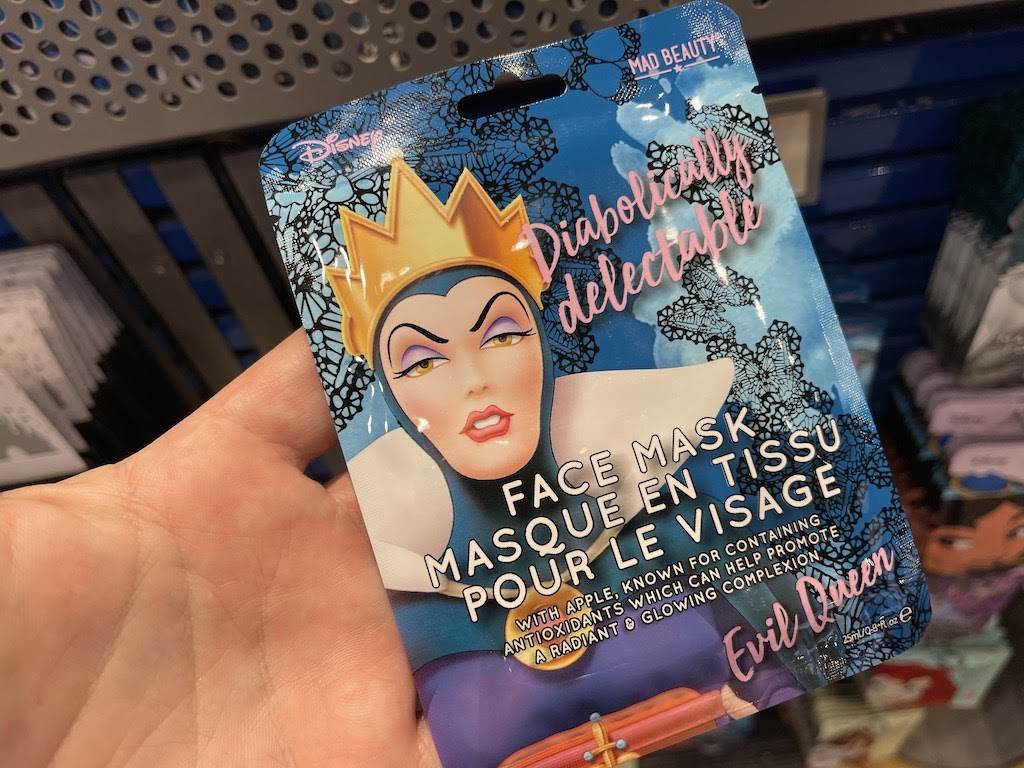 Disney
MAD BEAUTY
Diabolically
delectable
FACE MASK
MASQUE EN TISSU
POUR LE VISAGE
WITH APPLE, KNOWN FOR CONTAINING
ANTIOXIDANTS WHICH CAN HELP PROMOTE
A RADIANT & GLOWING COMPLEXION
Evil Queen
25ml/0.8 fl. oz ℮